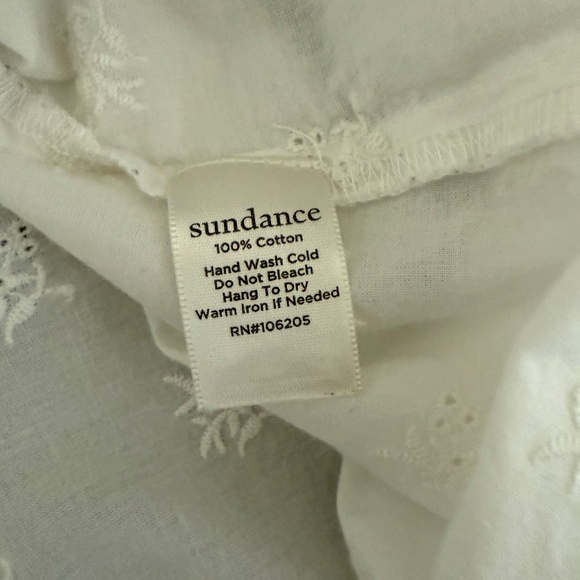 sundance
100% Cotton
Hand Wash Cold
Do Not Bleach
Hang To Dry
Warm Iron If Needed
RN#106205